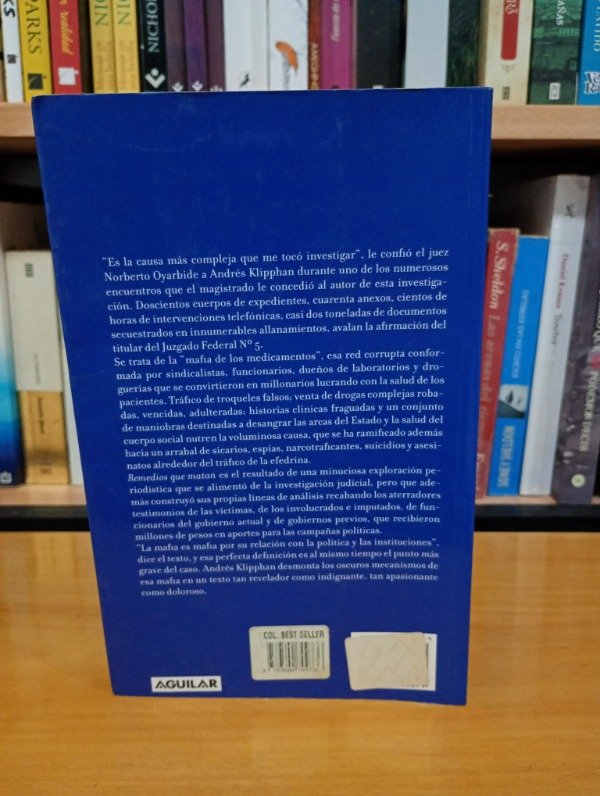 PARKS
realidad
DIN
DIN
NICHOL
"Es la causa más compleja que me tocó investigar", le confió el juez
Norberto Oyarbide a Andrés Klipphan durante uno de los numerosos
encuentros que el magistrado le concedió al autor de esta investiga-
ción. Doscientos cuerpos de expedientes, cuarenta anexos, cientos de
horas de intervenciones telefónicas, casi dos toneladas de documentos
secuestrados en innumerables allanamientos, avalan la afirmación del
titular del Juzgado Federal Nº 5.
Se trata de la "mafia de los medicamentos", esa red corrupta confor-
mada por sindicalistas, funcionarios, dueños de laboratorios y dro-
guerías que se convirtieron en millonarios lucrando con la salud de los
pacientes. Tráfico de troqueles falsos; venta de drogas complejas roba-
das, vencidas, adulteradas; historias clínicas fraguadas y un conjunto
de maniobras destinadas a desangrar las arcas del Estado y la salud del
cuerpo social nutren la voluminosa causa, que se ha ramificado además
hacia un arrabal de sicarios, espías, narcotraficantes, suicidios y asesi-
natos alrededor del tráfico de la efedrina.
Remedios que matan es el resultado de una minuciosa exploración pe-
riodística que se alimentó de la investigación judicial, pero que ade-
más construyó sus propias líneas de análisis recabando los aterradores
testimonios de las víctimas, de los involucrados e imputados, de fun-
cionarios del gobierno actual y de gobiernos previos, que recibieron
millones de pesos en aportes para las campañas políticas.
"La mafia es mafia por su relación con la política y las instituciones",
dice el texto, y esa perfecta definición es al mismo tiempo el punto más
grave del caso. Andrés Klipphan desmonta los oscuros mecanismos de
esa mafia en un texto tan revelador como indignante, tan apasionante
como doloroso.
COL. BEST SELLER
AGUILAR
S. Sheldon